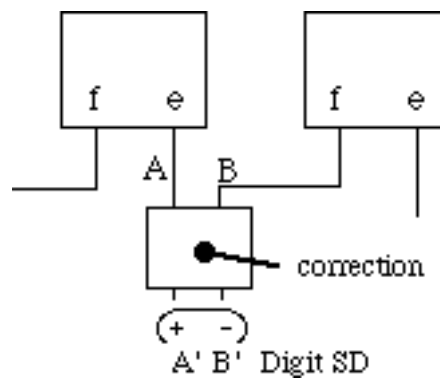 f e f e
A B
correction
+ -
A' B' Digit SD